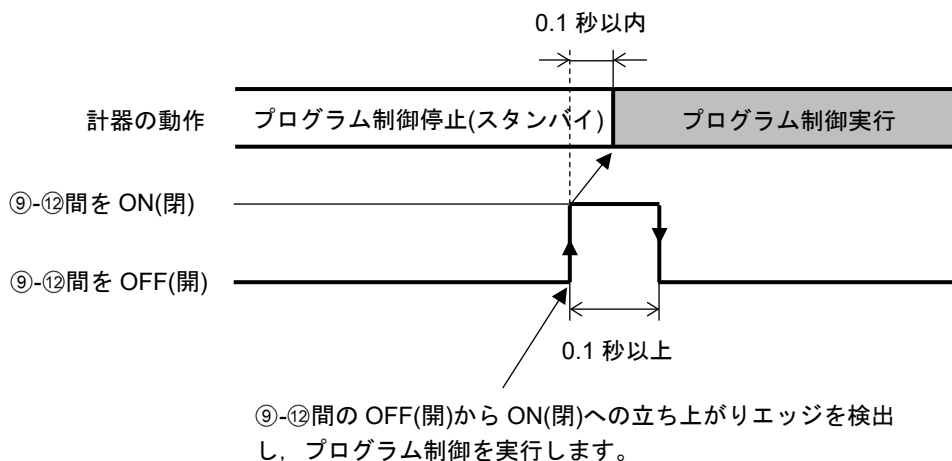 0.1 秒以内
計器の動作
プログラム制御停止(スタンバイ)
プログラム制御実行
⑨-⑫間を ON(閉)
⑨-⑫間を OFF(開)
0.1 秒以上
⑨-⑫間の OFF(開)から ON(閉)への立ち上がりエッジを検出
し，プログラム制御を実行します。